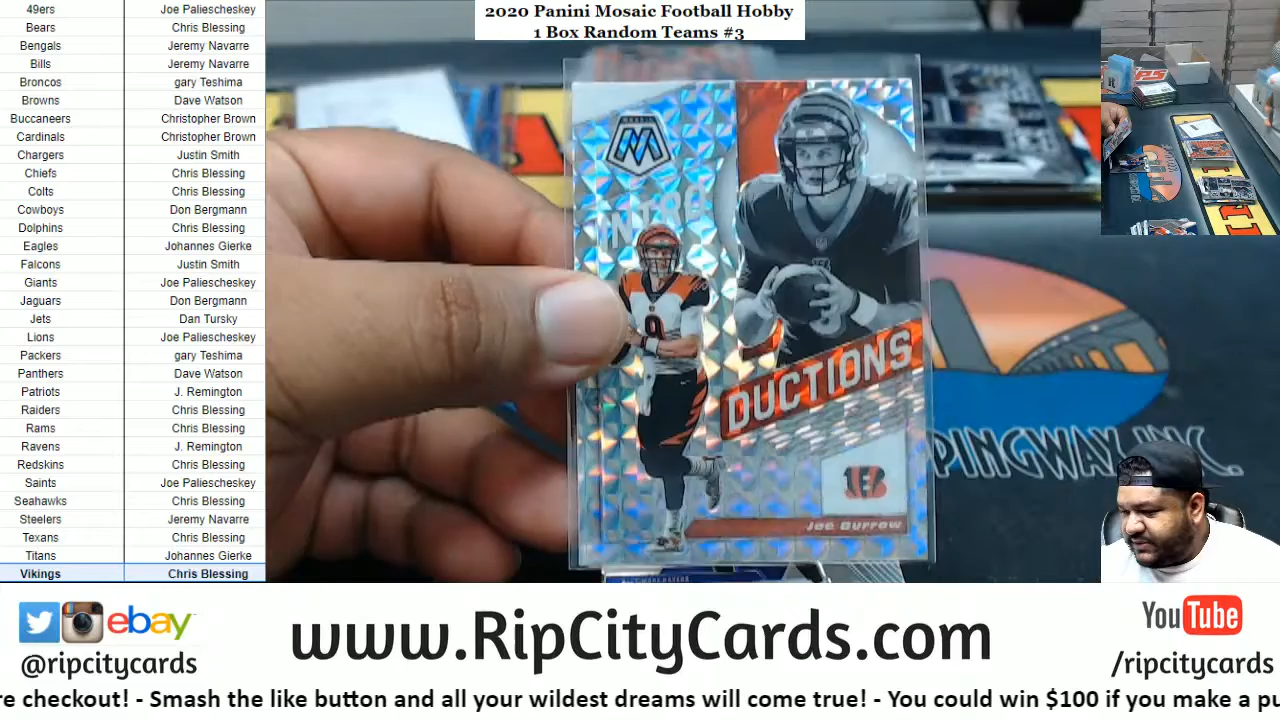 49ers Joe Paliescheskey
Bears Chris Blessing
Bengals Jeremy Navarre
Bills Jeremy Navarre
Broncos gary Teshima
Browns Dave Watson
Buccaneers Christopher Brown
Cardinals Christopher Brown
Chargers Justin Smith
Chiefs Chris Blessing
Colts Chris Blessing
Cowboys Don Bergmann
Dolphins Chris Blessing
Eagles Johannes Gierke
Falcons Justin Smith
Giants Joe Paliescheskey
Jaguars Don Bergmann
Jets Dan Tursky
Lions Joe Paliescheskey
Packers gary Teshima
Panthers Dave Watson
Patriots J. Remington
Raiders Chris Blessing
Rams Chris Blessing
Ravens J. Remington
Redskins Chris Blessing
Saints Joe Paliescheskey
Seahawks Chris Blessing
Steelers Jeremy Navarre
Texans Chris Blessing
Titans Johannes Gierke
Vikings Chris Blessing
2020 Panini Mosaic Football Hobby
1 Box Random Teams #3
MOSAIC
INTRO
DUCTIONS
9
B
Joe Burrow
PPINGWAX INC.
ebay
@ripcitycards
www.RipCityCards.com
YouTube
/ripcitycards
re checkout! - Smash the like button and all your wildest dreams will come true! - You could win $100 if you make a pu